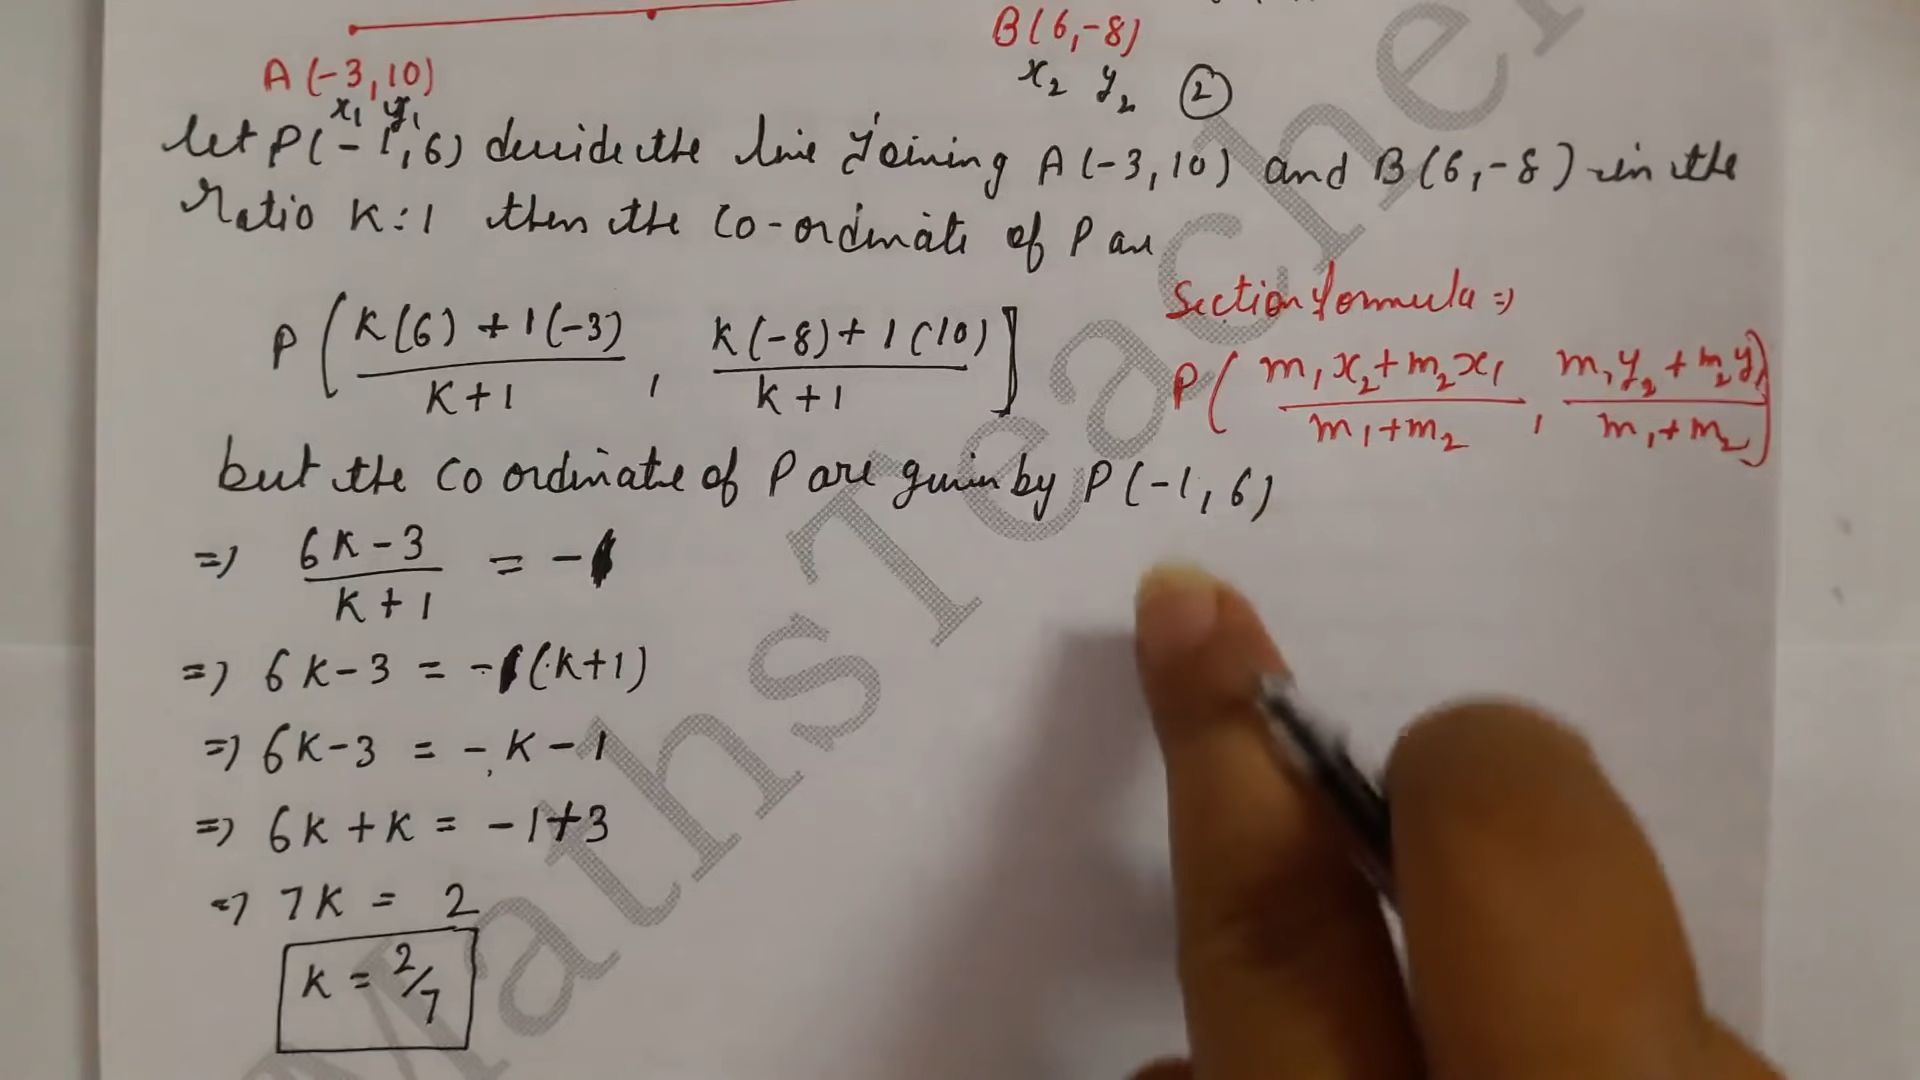 A (-3, 10)
x₁ y₁
B (6, -8)
x₂ y₂ ②
let P(-1, 6) devide the line Joining A (-3, 10) and B (6, -8) in the
ratio K:1 then the co-ordinate of P are
P ( K(6) + 1(-3) / K+1 , K(-8) + 1(10) / K+1 ]
Section formula =>
P ( m₁x₂+m₂x₁ / m₁+m₂ , m₁y₂+m₂y₁ / m₁+m₂ )
but the co ordinate of P are given by P (-1, 6)
=> 6K-3 / K+1 = -1
=> 6K-3 = -1(K+1)
=> 6K-3 = -K-1
=> 6K+K = -1+3
=> 7K = 2
K = 2/7
Maths Teacher